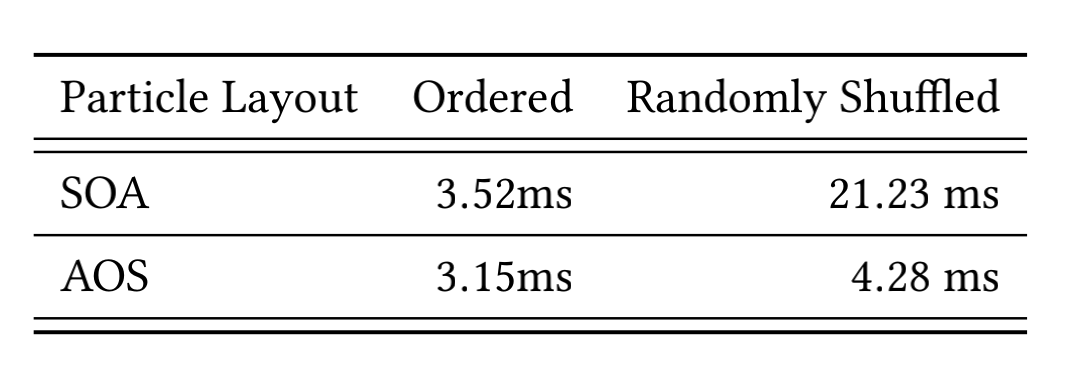 Particle Layout Ordered Randomly Shuffled
SOA 3.52ms 21.23 ms
AOS 3.15ms 4.28 ms